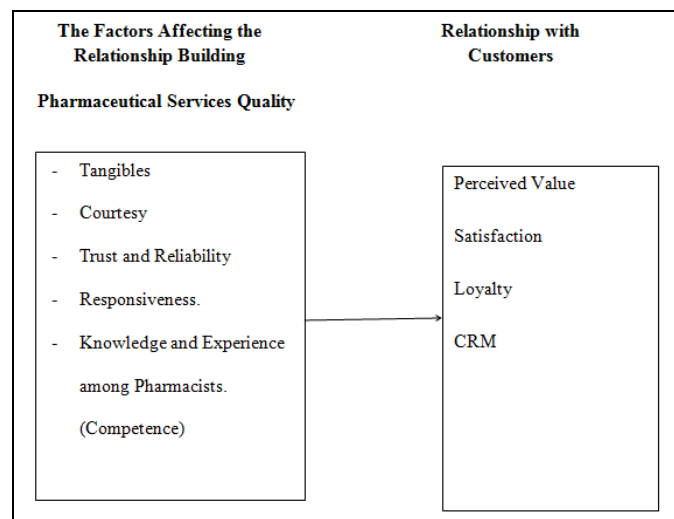 The Factors Affecting the
Relationship Building
Pharmaceutical Services Quality
- Tangibles
- Courtesy
- Trust and Reliability
- Responsiveness.
- Knowledge and Experience
among Pharmacists.
(Competence)
Relationship with
Customers
Perceived Value
Satisfaction
Loyalty
CRM